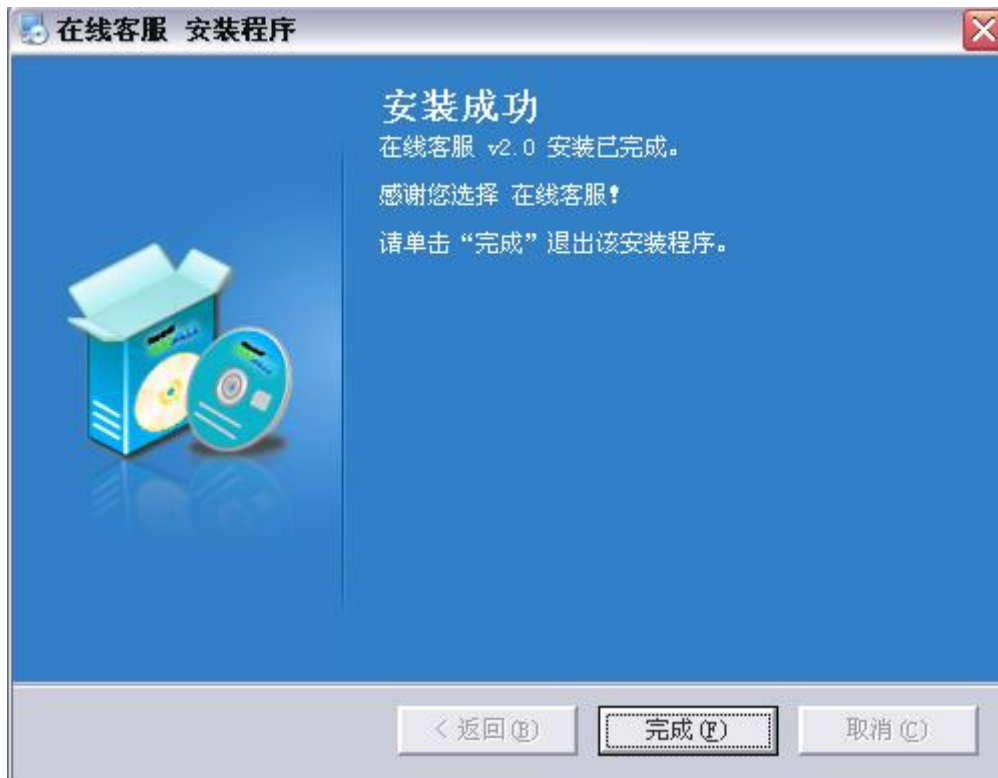 在线客服 安装程序
安装成功
在线客服 v2.0 安装已完成。
感谢您选择 在线客服！
请单击“完成”退出该安装程序。
< 返回(B)
完成(F)
取消(C)